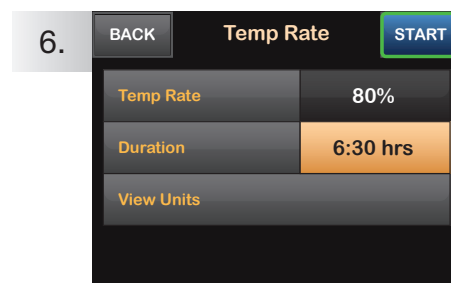 6.
BACK Temp Rate START
Temp Rate 80%
Duration 6:30 hrs
View Units